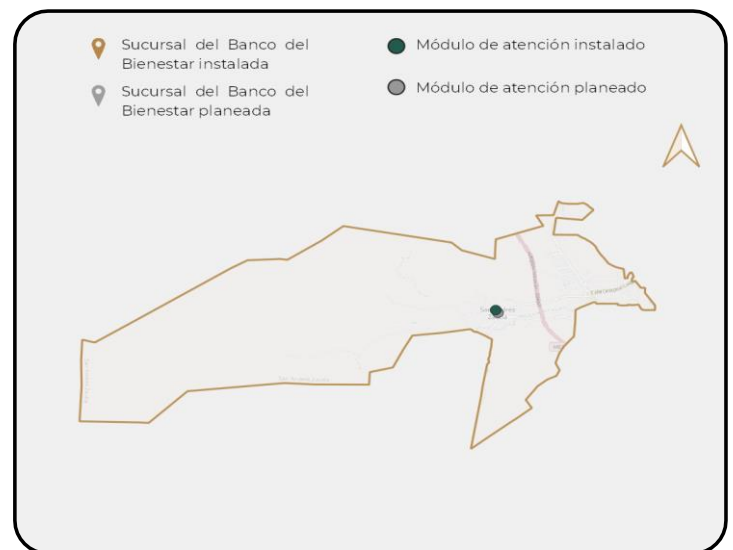 Sucursal del Banco del
Bienestar instalada
Módulo de atención instalado
Sucursal del Banco del
Bienestar planeada
Módulo de atención planeado